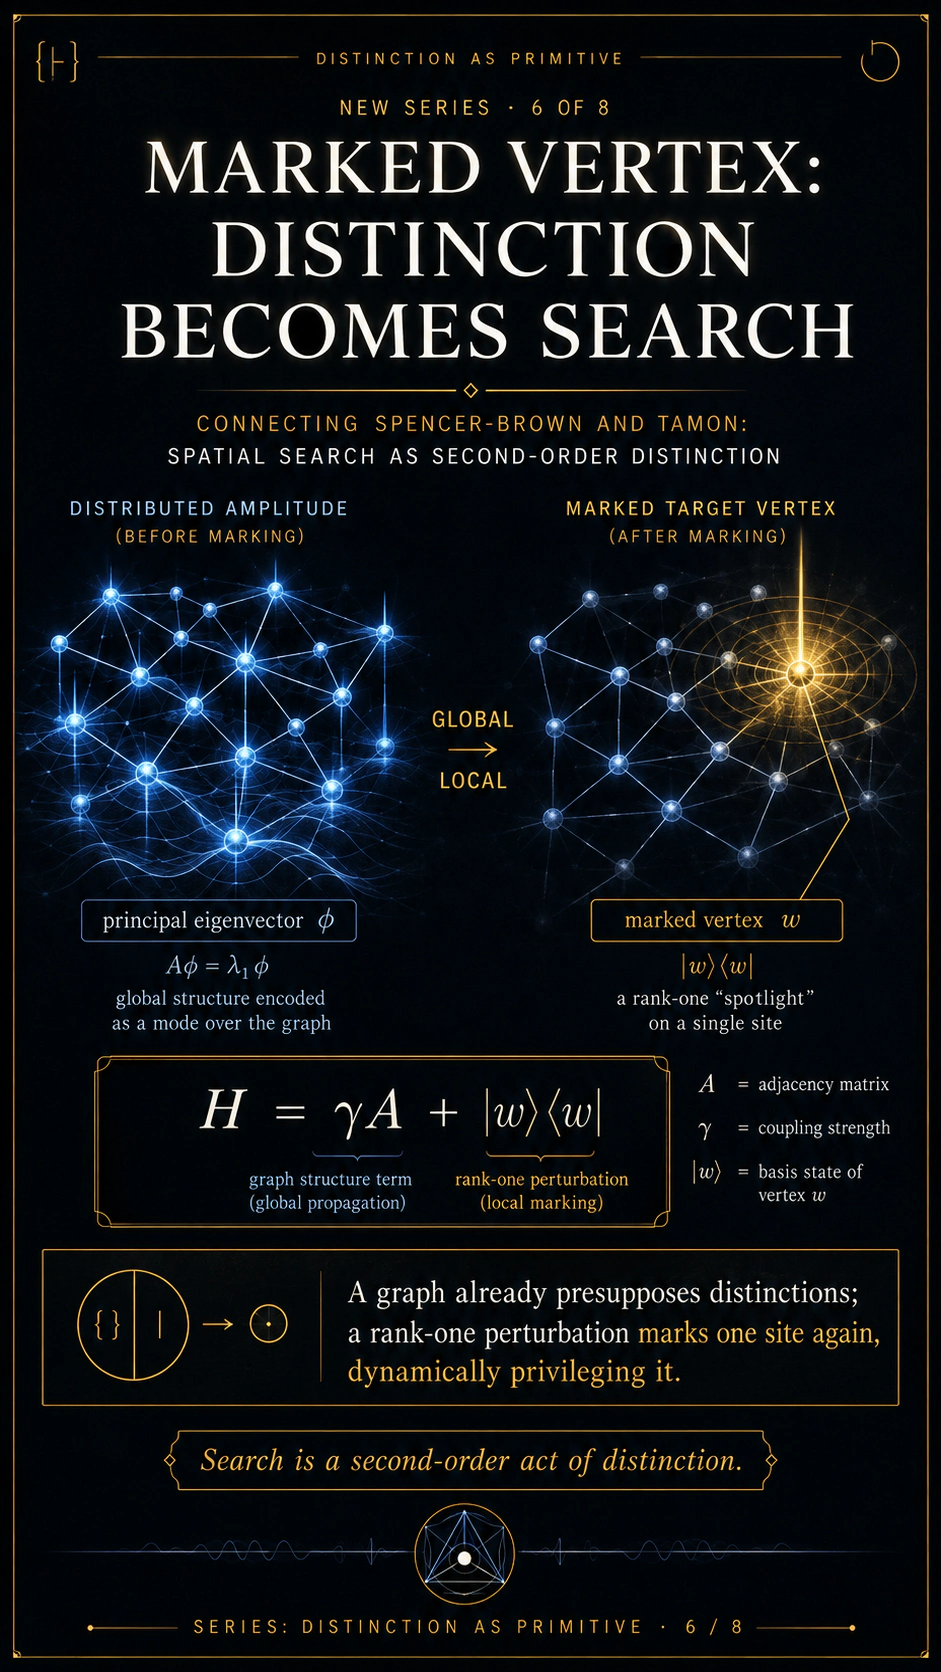 {⊢}
DISTINCTION AS PRIMITIVE
NEW SERIES · 6 OF 8
MARKED VERTEX:
DISTINCTION
BECOMES SEARCH
CONNECTING SPENCER-BROWN AND TAMON:
SPATIAL SEARCH AS SECOND-ORDER DISTINCTION
DISTRIBUTED AMPLITUDE
(BEFORE MARKING)
MARKED TARGET VERTEX
(AFTER MARKING)
GLOBAL
→
LOCAL
principal eigenvector ϕ
Aϕ = λ₁ϕ
global structure encoded
as a mode over the graph
marked vertex w
|w⟩⟨w|
a rank-one “spotlight”
on a single site
H = γA + |w⟩⟨w|
graph structure term
(global propagation)
rank-one perturbation
(local marking)
A = adjacency matrix
γ = coupling strength
|w⟩ = basis state of
vertex w
{ } | →
A graph already presupposes distinctions;
a rank-one perturbation marks one site again,
dynamically privileging it.
Search is a second-order act of distinction.
SERIES: DISTINCTION AS PRIMITIVE · 6 / 8